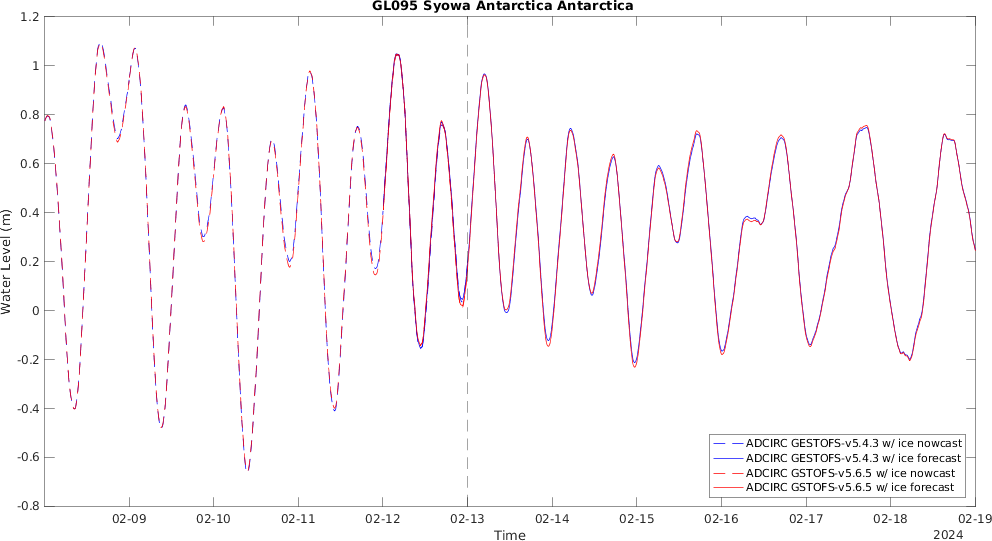 GL095 Syowa Antarctica Antarctica
1.2
1
0.8
0.6
0.4
0.2
0
-0.2
-0.4
-0.6
-0.8
Water Level (m)
ADCIRC GESTOFS-v5.4.3 w/ ice nowcast
ADCIRC GESTOFS-v5.4.3 w/ ice forecast
ADCIRC GSTOFS-v5.6.5 w/ ice nowcast
ADCIRC GSTOFS-v5.6.5 w/ ice forecast
02-09 02-10 02-11 02-12 02-13 02-14 02-15 02-16 02-17 02-18 02-19
Time
2024